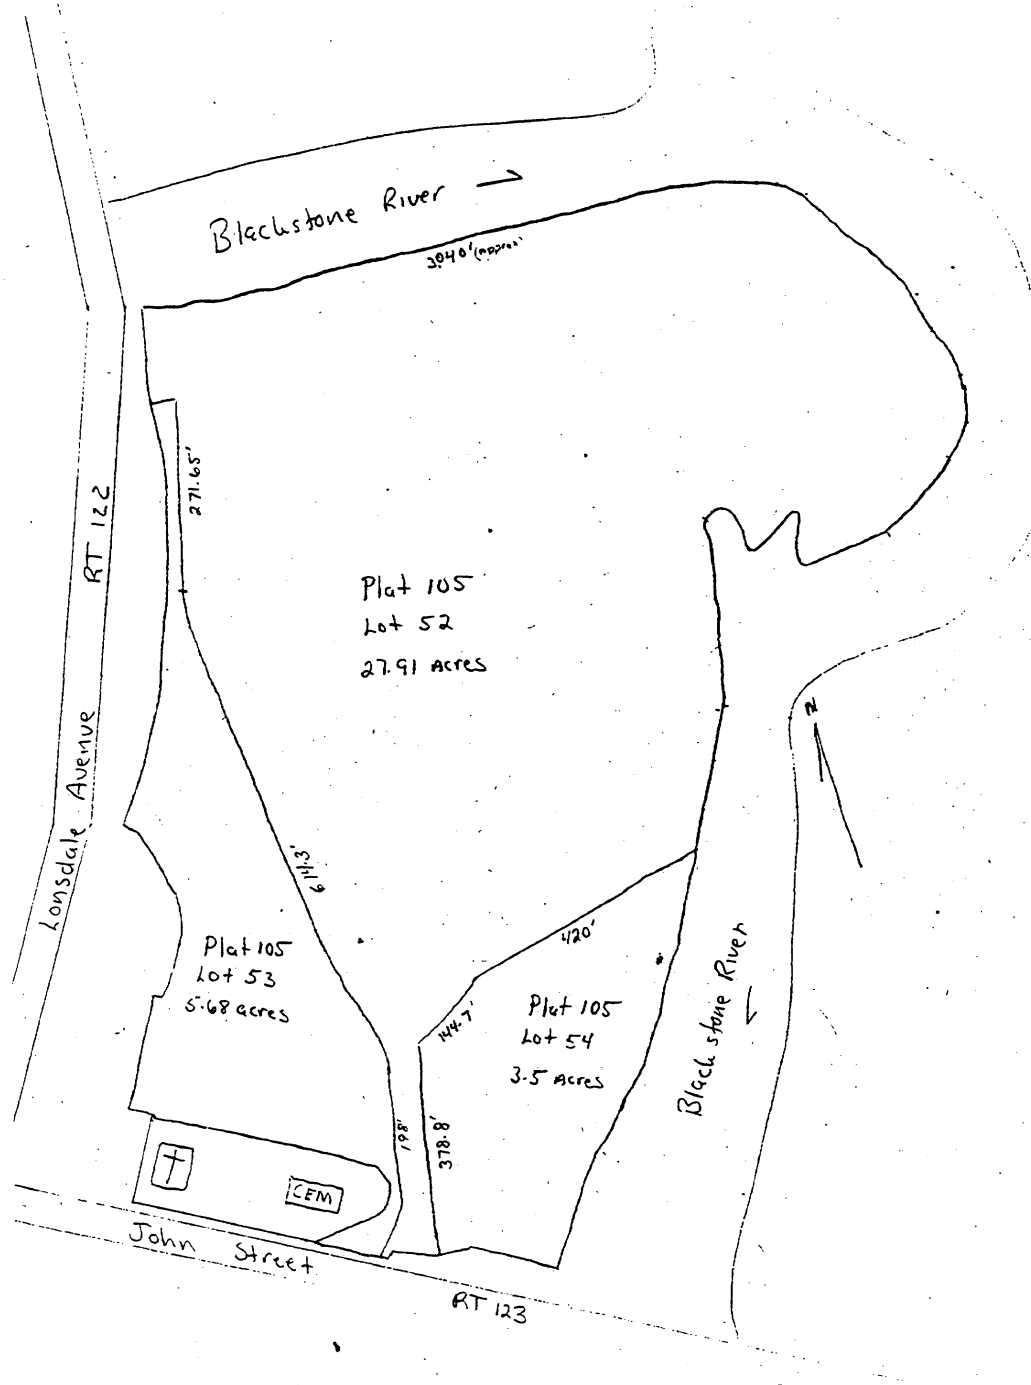 Blackstone River
3040' (approx)
271.65'
RT 122
Plat 105
Lot 52
27.91 Acres
N
Lonsdale Avenue
614.3'
420'
Plat 105
Lot 53
5.68 acres
Plat 105
Lot 54
3.5 Acres
144.7'
Blackstone River
198'
378.8'
CEM
John Street
RT 123